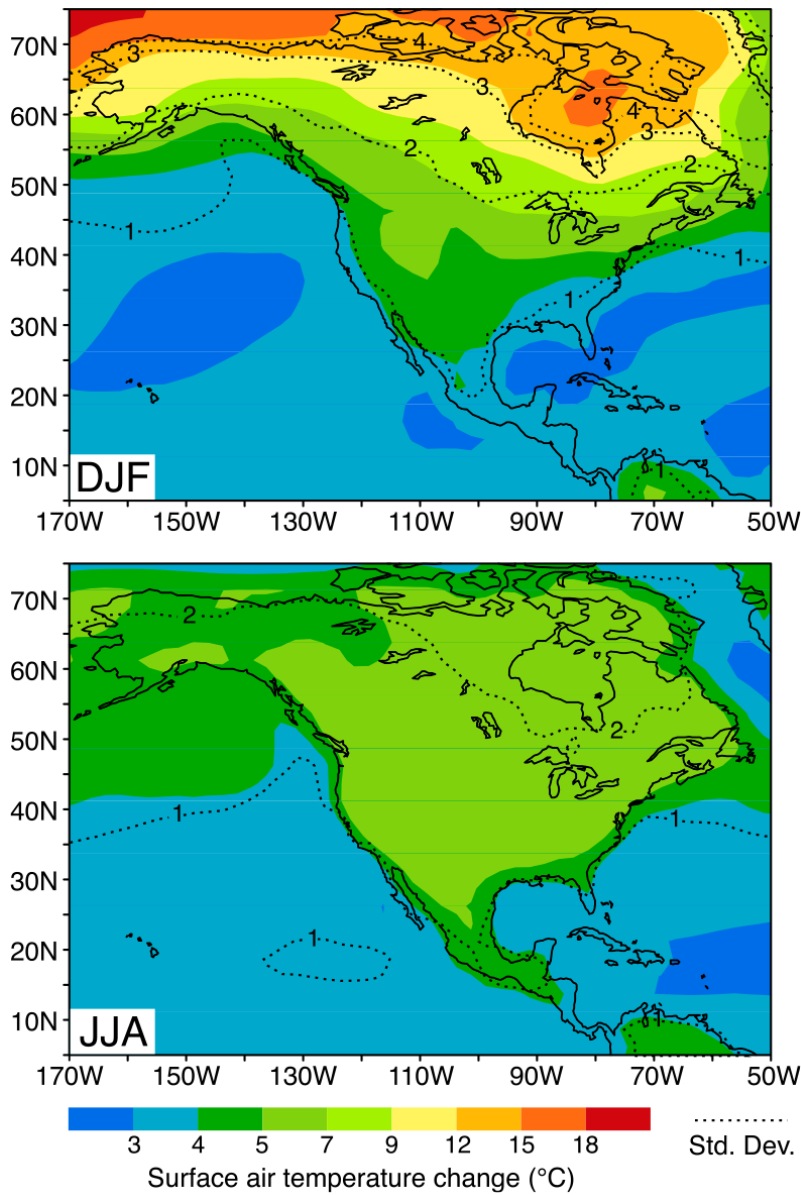 70N
60N
50N
40N
30N
20N
10N
3
4
3
2
4
3
2
2
1
1
1
1
DJF
170W 150W 130W 110W 90W 70W 50W
70N
60N
50N
40N
30N
20N
10N
2
2
1
1
1
1
JJA
170W 150W 130W 110W 90W 70W 50W
3 4 5 7 9 12 15 18
Std. Dev.
Surface air temperature change (°C)